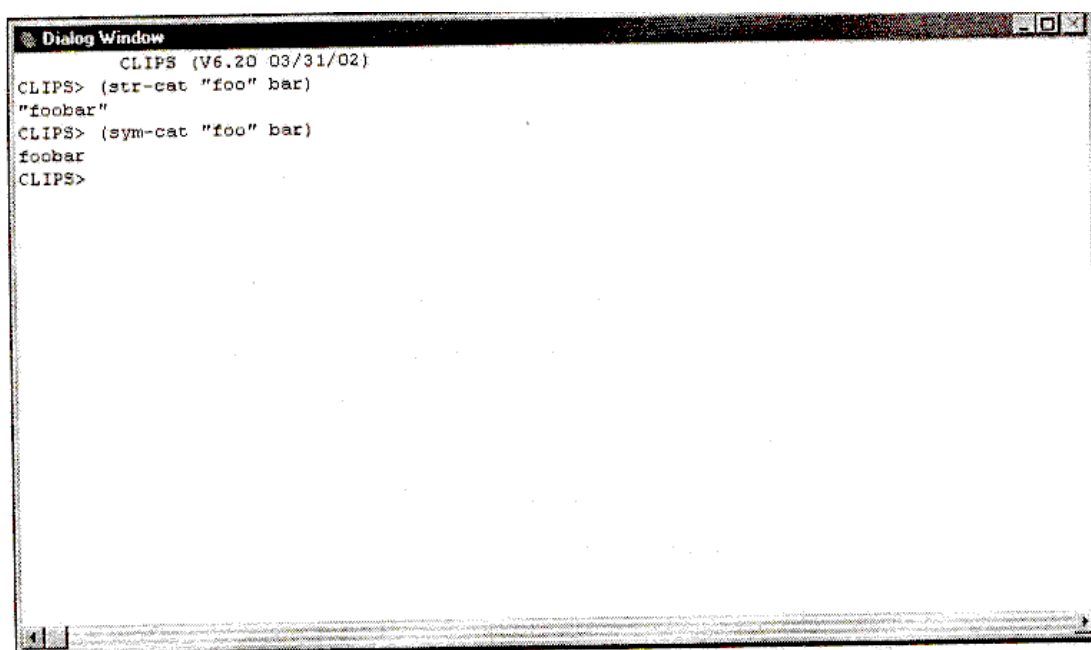 Dialog Window
CLIPS (V6.20 03/31/02)
CLIPS> (str-cat "foo" bar)
"foobar"
CLIPS> (sym-cat "foo" bar)
foobar
CLIPS>